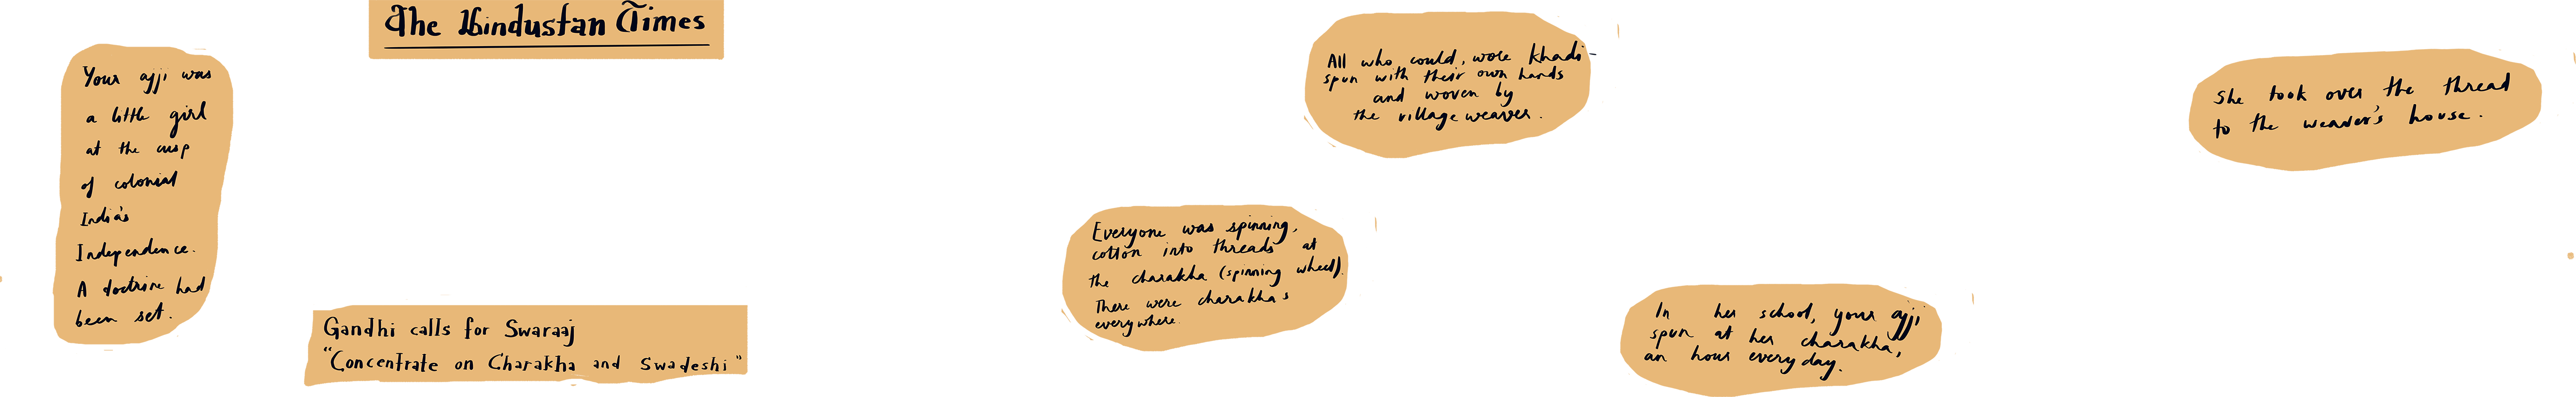 Your ajji was
a little girl
at the cusp
of colonial
India's
Independence.
A doctrine had
been set.
The Hindustan Times
Gandhi calls for Swaraaj
"Concentrate on Charakha and Swadeshi"
Everyone was spinning,
cotton into threads at
the charakha (spinning wheel).
There were charakhas
everywhere.
All who could, wore khadi-
spun with their own hands
and woven by
the village weaver.
In her school, your ajji
spun at her charakha,
an hour every day.
She took over the thread
to the weaver's house.